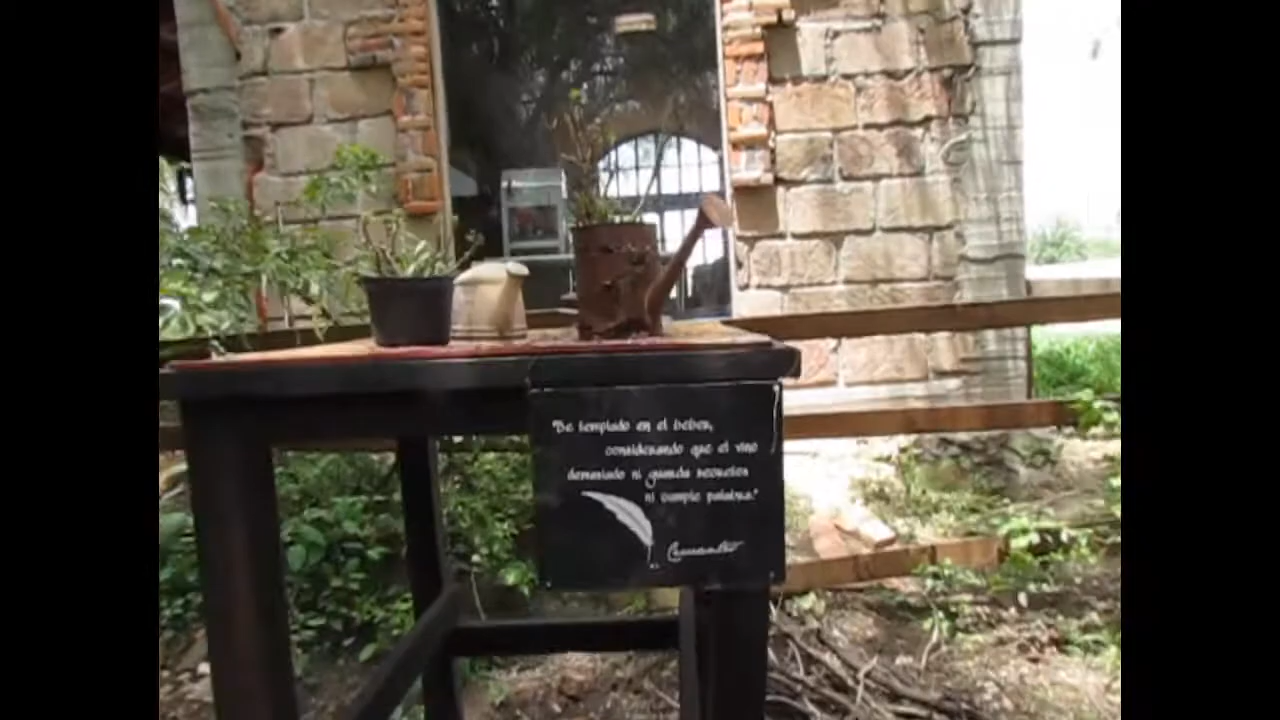 "Se templado en el beber,
considerando que el vino
demasiado ni guarda secretos
ni cumple palabra."
Cervantes